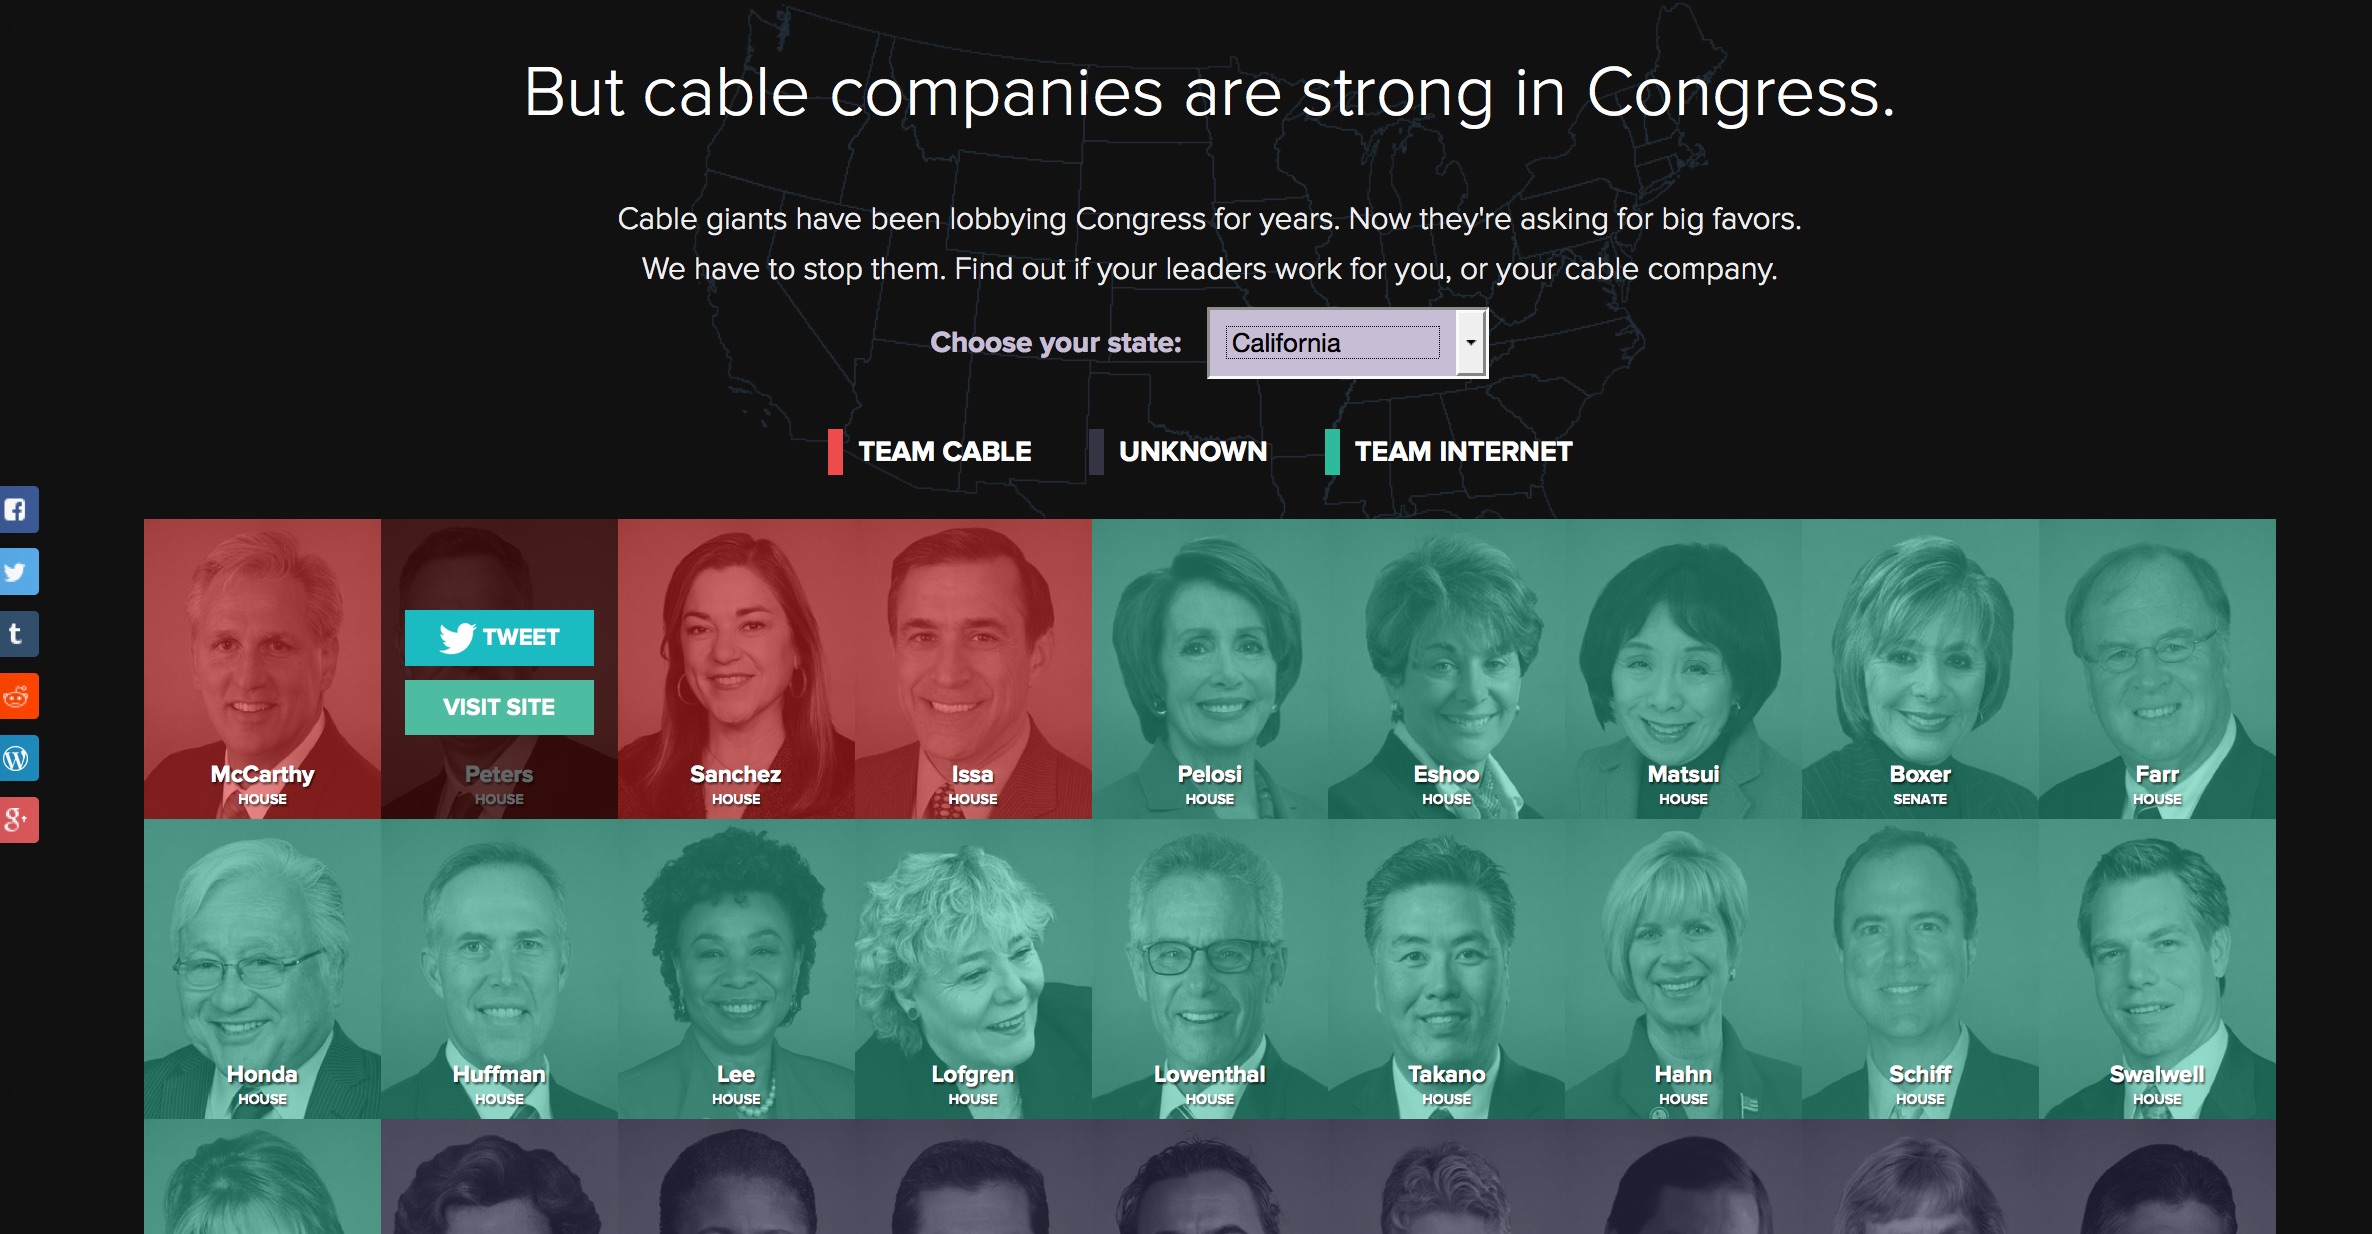 But cable companies are strong in Congress.
Cable giants have been lobbying Congress for years. Now they're asking for big favors.
We have to stop them. Find out if your leaders work for you, or your cable company.
Choose your state: California
TEAM CABLE UNKNOWN TEAM INTERNET
TWEET
VISIT SITE
McCarthy Peters Sanchez Issa Pelosi Eshoo Matsui Boxer Farr
HOUSE HOUSE HOUSE HOUSE HOUSE HOUSE HOUSE SENATE HOUSE
Honda Huffman Lee Lofgren Lowenthal Takano Hahn Schiff Swalwell
HOUSE HOUSE HOUSE HOUSE HOUSE HOUSE HOUSE HOUSE HOUSE